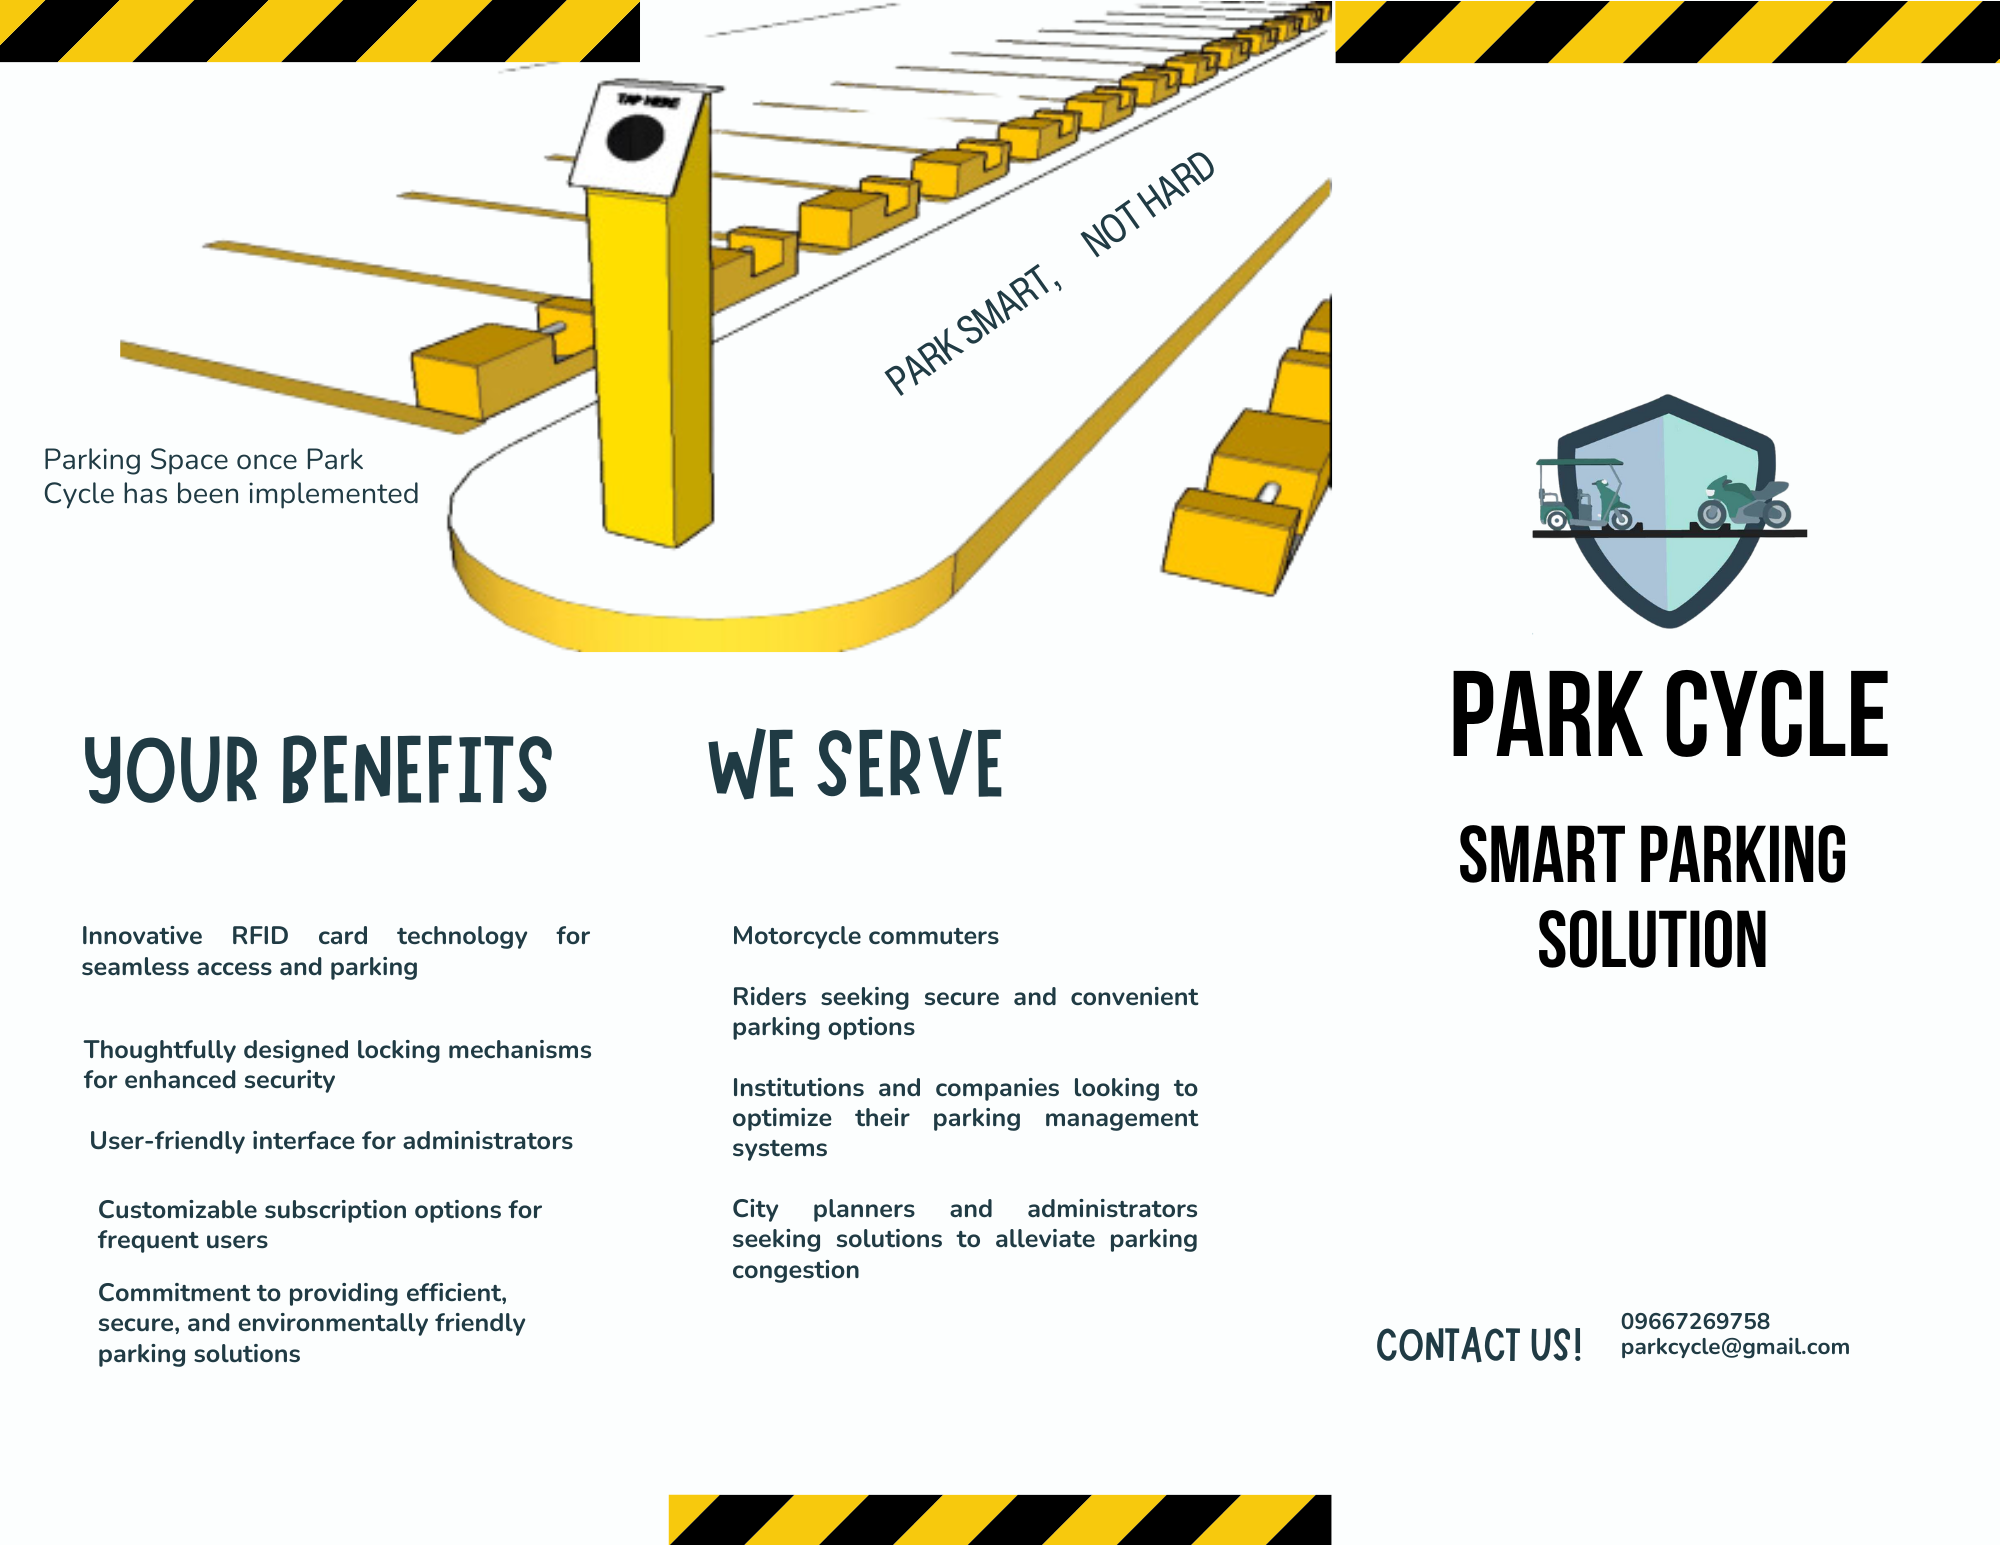 TAP HERE
PARK SMART, NOT HARD
Parking Space once Park
Cycle has been implemented
YOUR BENEFITS
Innovative RFID card technology for
seamless access and parking
Thoughtfully designed locking mechanisms
for enhanced security
User-friendly interface for administrators
Customizable subscription options for
frequent users
Commitment to providing efficient,
secure, and environmentally friendly
parking solutions
WE SERVE
Motorcycle commuters
Riders seeking secure and convenient
parking options
Institutions and companies looking to
optimize their parking management
systems
City planners and administrators
seeking solutions to alleviate parking
congestion
PARK CYCLE
SMART PARKING
SOLUTION
CONTACT US!
09667269758
parkcycle@gmail.com